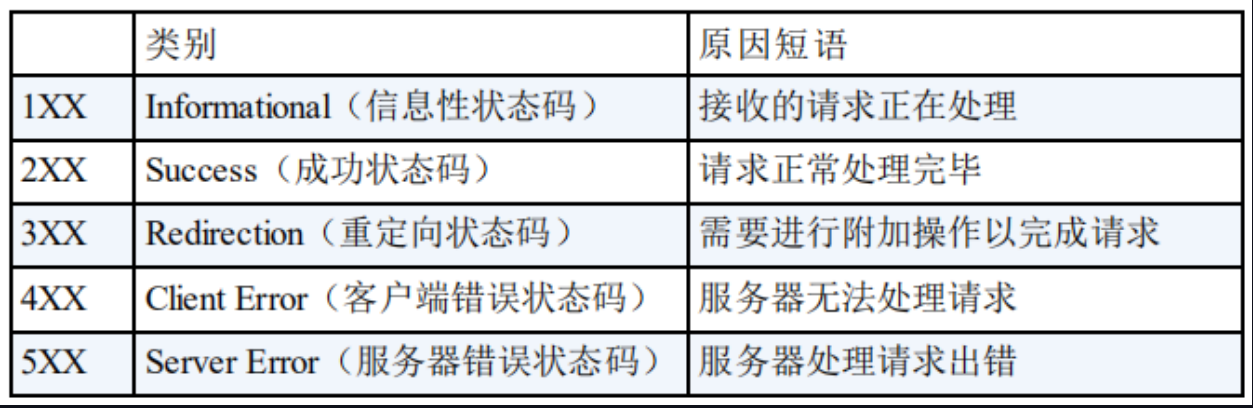 类别 原因短语
1XX Informational（信息性状态码） 接收的请求正在处理
2XX Success（成功状态码） 请求正常处理完毕
3XX Redirection（重定向状态码） 需要进行附加操作以完成请求
4XX Client Error（客户端错误状态码） 服务器无法处理请求
5XX Server Error（服务器错误状态码） 服务器处理请求出错